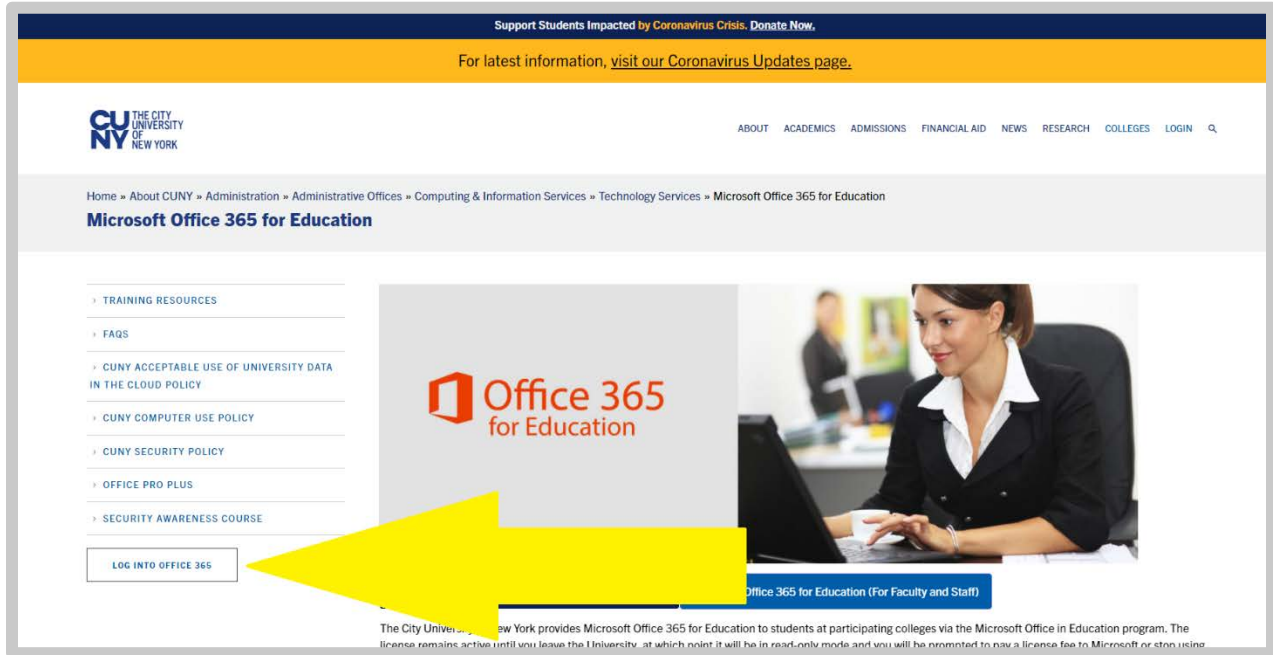 Support Students Impacted by Coronavirus Crisis. Donate Now.
For latest information, visit our Coronavirus Updates page.
CUNY THE CITY
UNIVERSITY
OF
NEW YORK
ABOUT ACADEMICS ADMISSIONS FINANCIAL AID NEWS RESEARCH COLLEGES LOGIN
Home » About CUNY » Administration » Administrative Offices » Computing & Information Services » Technology Services » Microsoft Office 365 for Education
Microsoft Office 365 for Education
› TRAINING RESOURCES
› FAQS
› CUNY ACCEPTABLE USE OF UNIVERSITY DATA
IN THE CLOUD POLICY
› CUNY COMPUTER USE POLICY
› CUNY SECURITY POLICY
› OFFICE PRO PLUS
› SECURITY AWARENESS COURSE
LOG INTO OFFICE 365
Office 365
for Education
Office 365 for Education (For Faculty and Staff)
The City New York provides Microsoft Office 365 for Education to students at participating colleges via the Microsoft Office in Education program. The
license remains active until you leave the University, at which point it will be in read-only mode and you will be prompted to pay a license fee to Microsoft or stop using